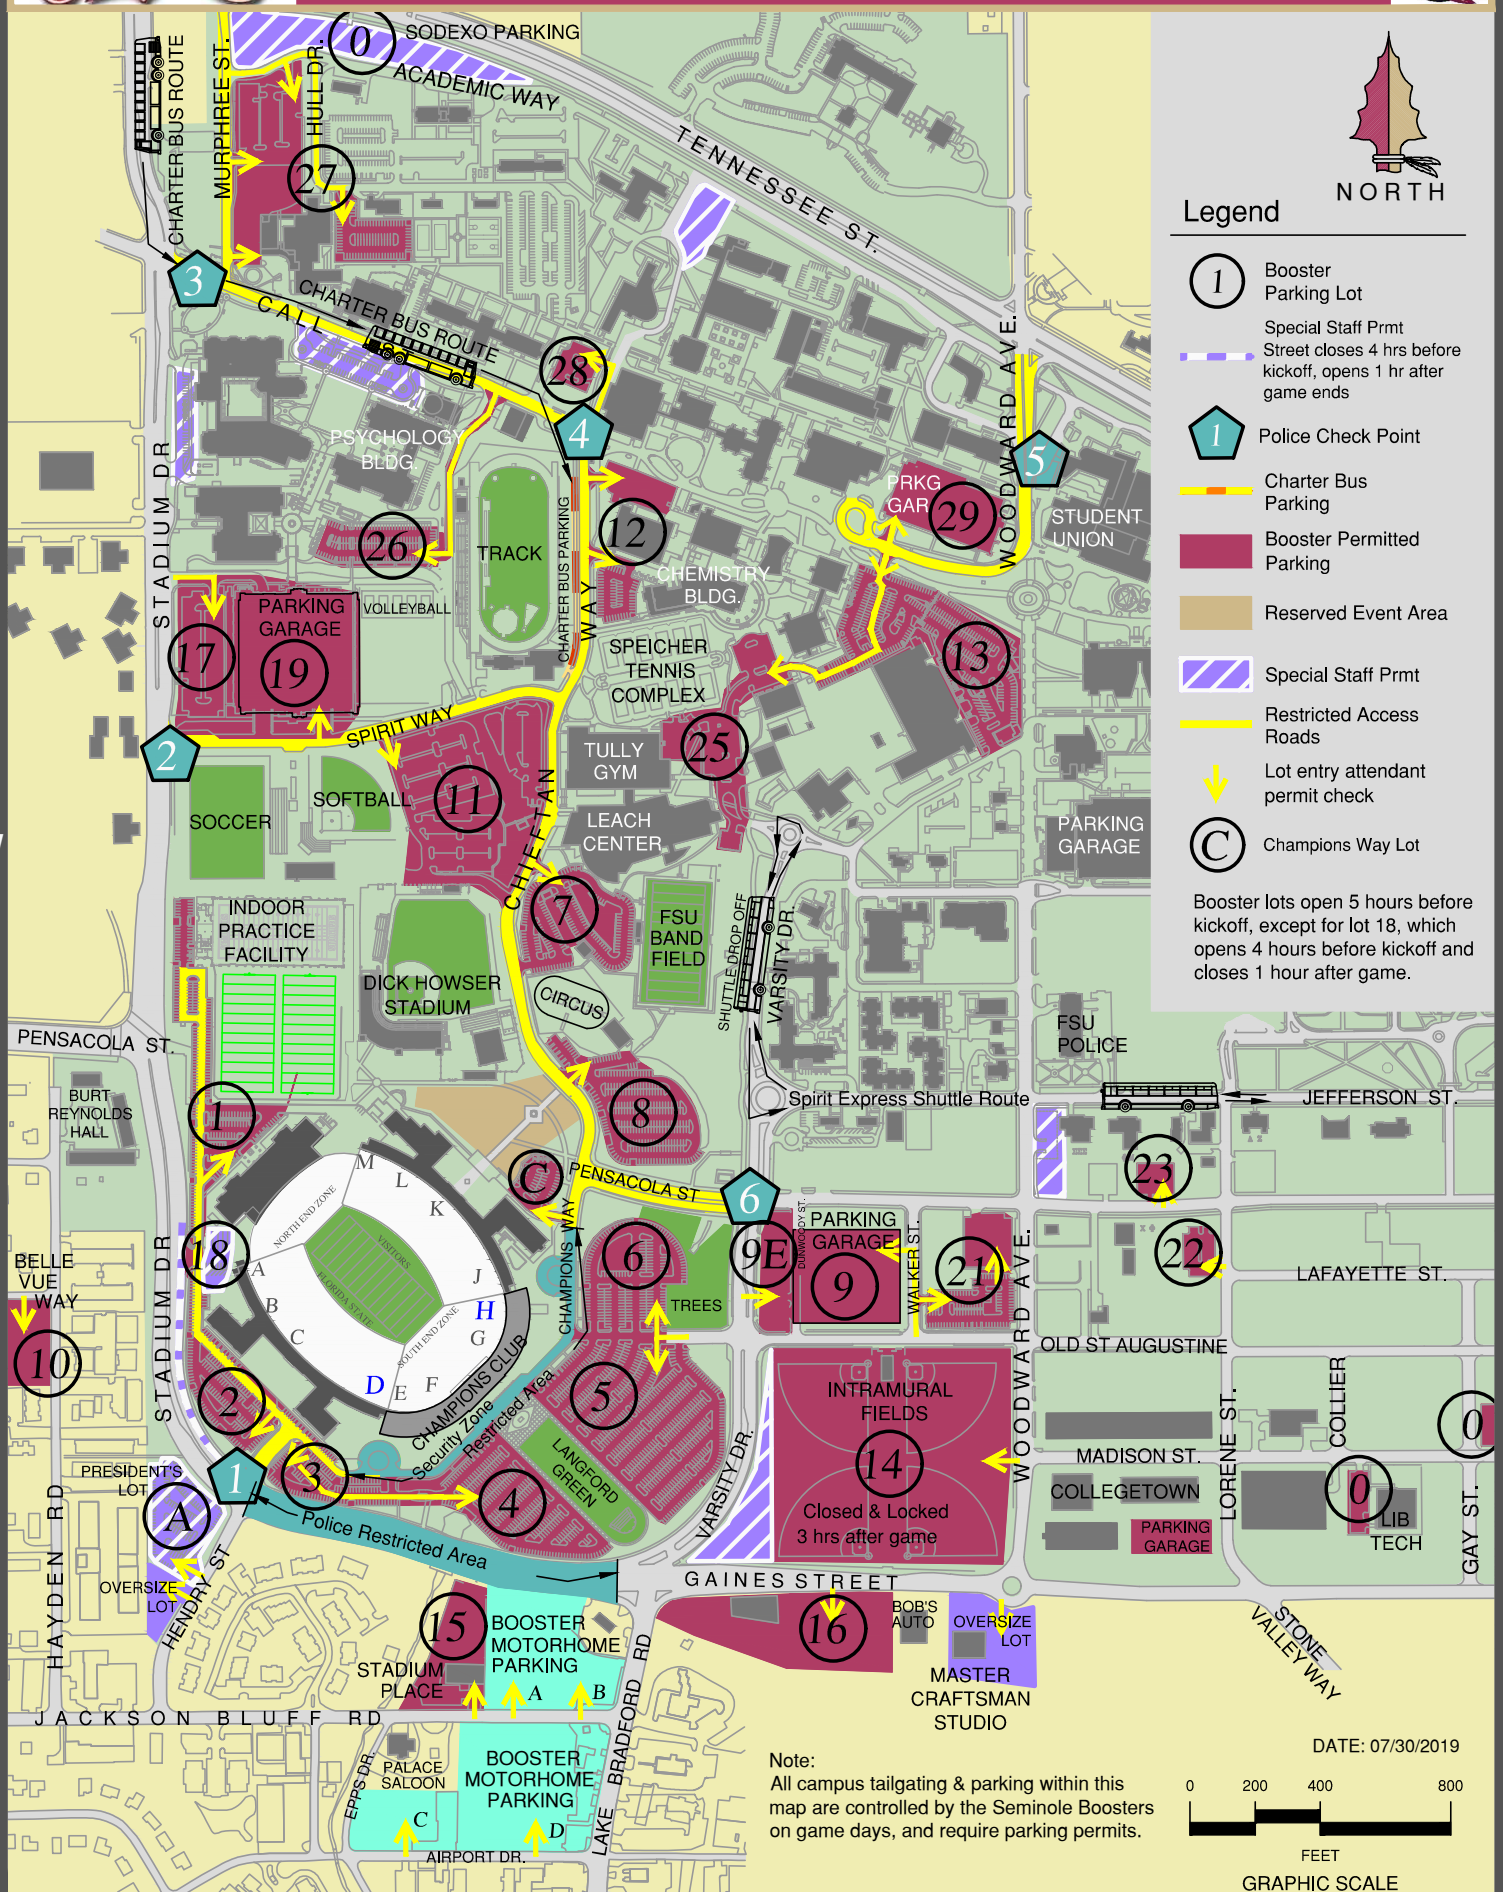 0
SODEXO PARKING
ACADEMIC WAY
CHARTER BUS ROUTE
MURPHREE ST.
HULL DR.
27
TENNESSEE ST.
NORTH
Legend
1
Booster
Parking Lot
Special Staff Prmt
Street closes 4 hrs before
kickoff, opens 1 hr after
game ends
1
Police Check Point
Charter Bus
Parking
Booster Permitted
Parking
Reserved Event Area
Special Staff Prmt
Restricted Access
Roads
Lot entry attendant
permit check
C
Champions Way Lot
Booster lots open 5 hours before
kickoff, except for lot 18, which
opens 4 hours before kickoff and
closes 1 hour after game.
3
CALL ST
CHARTER BUS ROUTE
28
4
WOODWARD AVE.
5
PSYCHOLOGY
BLDG.
STADIUM DR
PRKG
GAR
29
STUDENT
UNION
26
TRACK
CHARTER BUS PARKING
WAY
12
CHEMISTRY
BLDG.
PARKING
GARAGE
VOLLEYBALL
17
19
SPEICHER
TENNIS
COMPLEX
13
SPIRIT WAY
2
25
TULLY
GYM
SOFTBALL
11
CHIEFTAN
SOCCER
LEACH
CENTER
PARKING
GARAGE
7
INDOOR
PRACTICE
FACILITY
FSU
BAND
FIELD
SHUTTLE DROP OFF
VARSITY DR.
DICK HOWSER
STADIUM
CIRCUS
FSU
POLICE
PENSACOLA ST.
BURT
REYNOLDS
HALL
1
8
Spirit Express Shuttle Route
JEFFERSON ST.
M
L
K
C
PENSACOLA ST
6
23
NORTH END ZONE
VISITORS
FLORIDA STATE
SOUTH END ZONE
CHAMPIONS WAY
18
A
B
C
D
E
F
G
H
J
6
9E
DUNWOODY ST.
PARKING
GARAGE
9
WALKER ST.
21
WOODWARD AVE.
22
LAFAYETTE ST.
BELLE
VUE
WAY
10
STADIUM DR.
TREES
OLD ST AUGUSTINE
2
CHAMPIONS CLUB
Security Zone
Restricted Area
5
INTRAMURAL
FIELDS
14
Closed & Locked
3 hrs after game
COLLIER
0
LORENE ST.
MADISON ST.
COLLEGETOWN
PARKING
GARAGE
0
LIB
TECH
GAY ST.
PRESIDENT'S
LOT
1
3
4
LANGFORD
GREEN
VARSITY DR.
A
Police Restricted Area
HAYDEN RD
OVERSIZE
LOT
HENDRY ST
GAINES STREET
15
BOOSTER
MOTORHOME
PARKING
A
B
STADIUM
PLACE
16
BOB'S
AUTO
OVERSIZE
LOT
MASTER
CRAFTSMAN
STUDIO
STONE
VALLEY WAY
JACKSON BLUFF RD
EPPS DR.
PALACE
SALOON
C
BOOSTER
MOTORHOME
PARKING
D
AIRPORT DR.
LAKE BRADFORD RD
Note:
All campus tailgating & parking within this
map are controlled by the Seminole Boosters
on game days, and require parking permits.
DATE: 07/30/2019
0 200 400 800
FEET
GRAPHIC SCALE